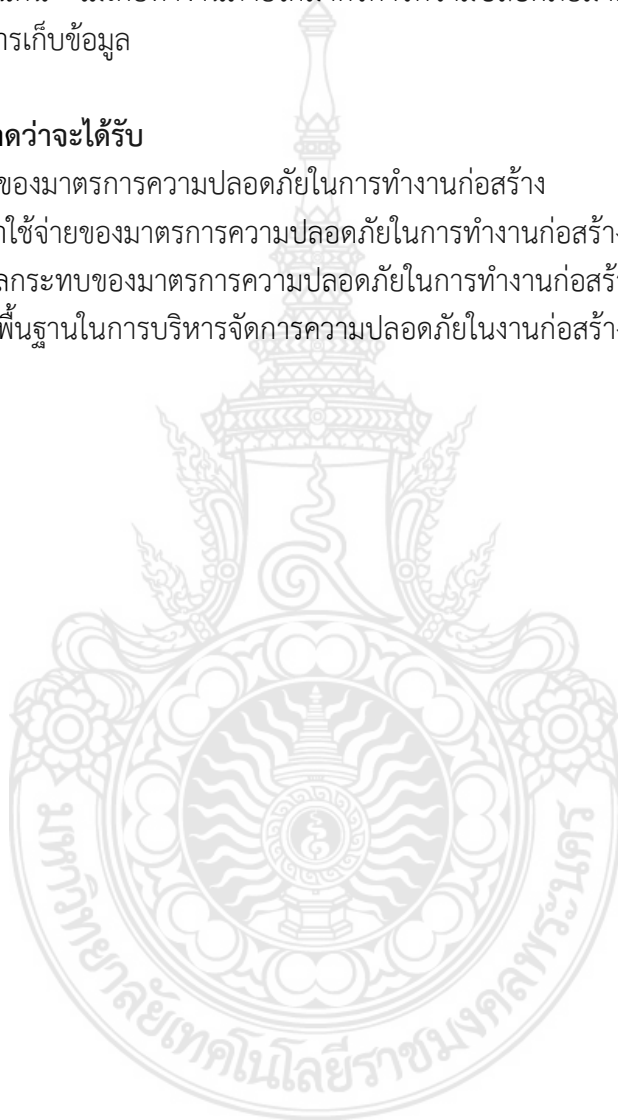 การเก็บข้อมูล
าดว่าจะได้รับ
ของมาตรการความปลอดภัยในการทำงานก่อสร้าง
าใช้จ่ายของมาตรการความปลอดภัยในการทำงานก่อสร้าง
ลกระทบของมาตรการความปลอดภัยในการทำงานก่อสร้า
พื้นฐานในการบริหารจัดการความปลอดภัยในงานก่อสร้าง
มหาวิทยาลัยเทคโนโลยีราชมงคลพระนคร